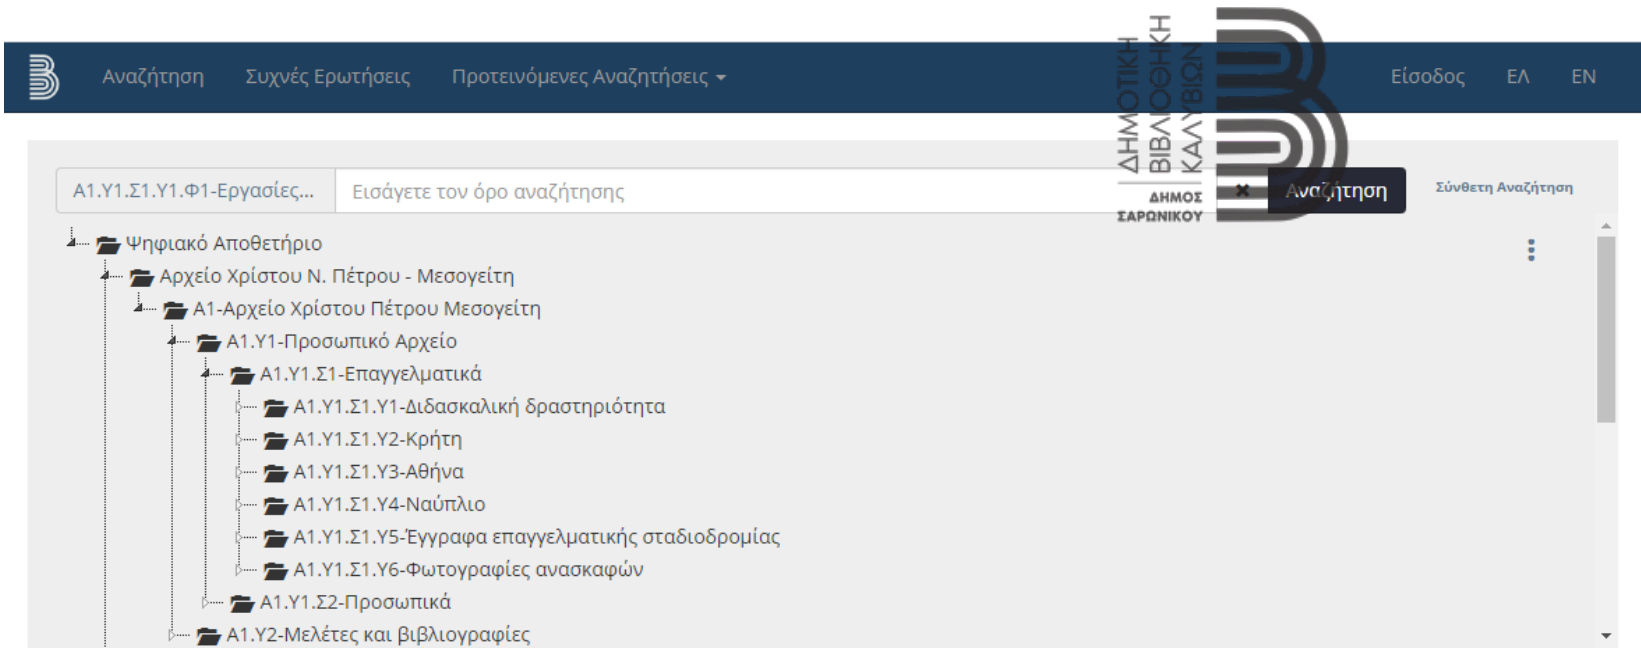 Αναζήτηση Συχνές Ερωτήσεις Προτεινόμενες Αναζητήσεις Είσοδος ΕΛ EN
ΔΗΜΟΤΙΚΗ
ΒΙΒΛΙΟΘΗΚΗ
ΚΑΛΥΒΙΩΝ
ΔΗΜΟΣ
ΣΑΡΩΝΙΚΟΥ
Α1.Υ1.Σ1.Υ1.Φ1-Εργασίες... Εισάγετε τον όρο αναζήτησης Αναζήτηση Σύνθετη Αναζήτηση
Ψηφιακό Αποθετήριο
Αρχείο Χρίστου Ν. Πέτρου - Μεσογείτη
Α1-Αρχείο Χρίστου Πέτρου Μεσογείτη
Α1.Υ1-Προσωπικό Αρχείο
Α1.Υ1.Σ1-Επαγγελματικά
Α1.Υ1.Σ1.Υ1-Διδασκαλική δραστηριότητα
Α1.Υ1.Σ1.Υ2-Κρήτη
Α1.Υ1.Σ1.Υ3-Αθήνα
Α1.Υ1.Σ1.Υ4-Ναύπλιο
Α1.Υ1.Σ1.Υ5-Έγγραφα επαγγελματικής σταδιοδρομίας
Α1.Υ1.Σ1.Υ6-Φωτογραφίες ανασκαφών
Α1.Υ1.Σ2-Προσωπικά
Α1.Υ2-Μελέτες και βιβλιογραφίες